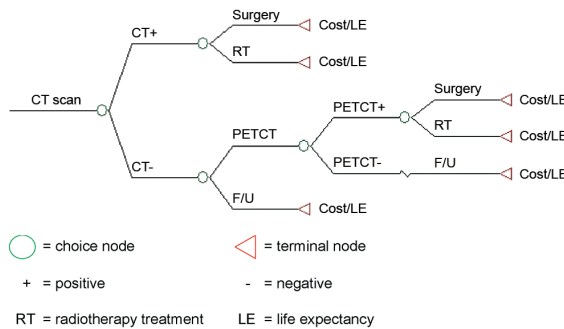 CT scan
CT+
Surgery
Cost/LE
RT
Cost/LE
CT-
PETCT
PETCT+
Surgery
Cost/LE
RT
Cost/LE
PETCT-
F/U
Cost/LE
F/U
Cost/LE
= choice node
= terminal node
+ = positive
- = negative
RT = radiotherapy treatment
LE = life expectancy